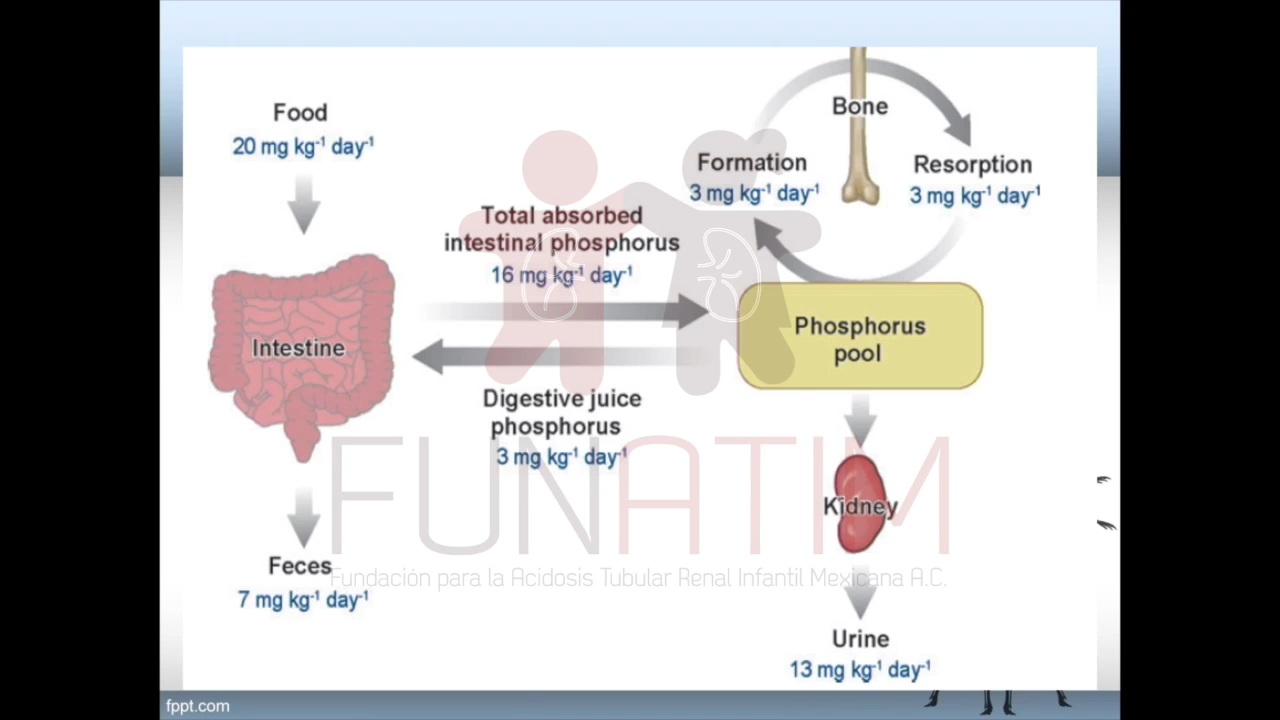 Food
20 mg kg⁻¹ day⁻¹
Bone
Formation
3 mg kg⁻¹ day⁻¹
Resorption
3 mg kg⁻¹ day⁻¹
Total absorbed
intestinal phosphorus
16 mg kg⁻¹ day⁻¹
Intestine
Phosphorus
pool
Digestive juice
phosphorus
3 mg kg⁻¹ day⁻¹
FUNATIM
Fundación para la Acidosis Tubular Renal Infantil Mexicana A.C.
Kidney
Feces
7 mg kg⁻¹ day⁻¹
Urine
13 mg kg⁻¹ day⁻¹
fppt.com